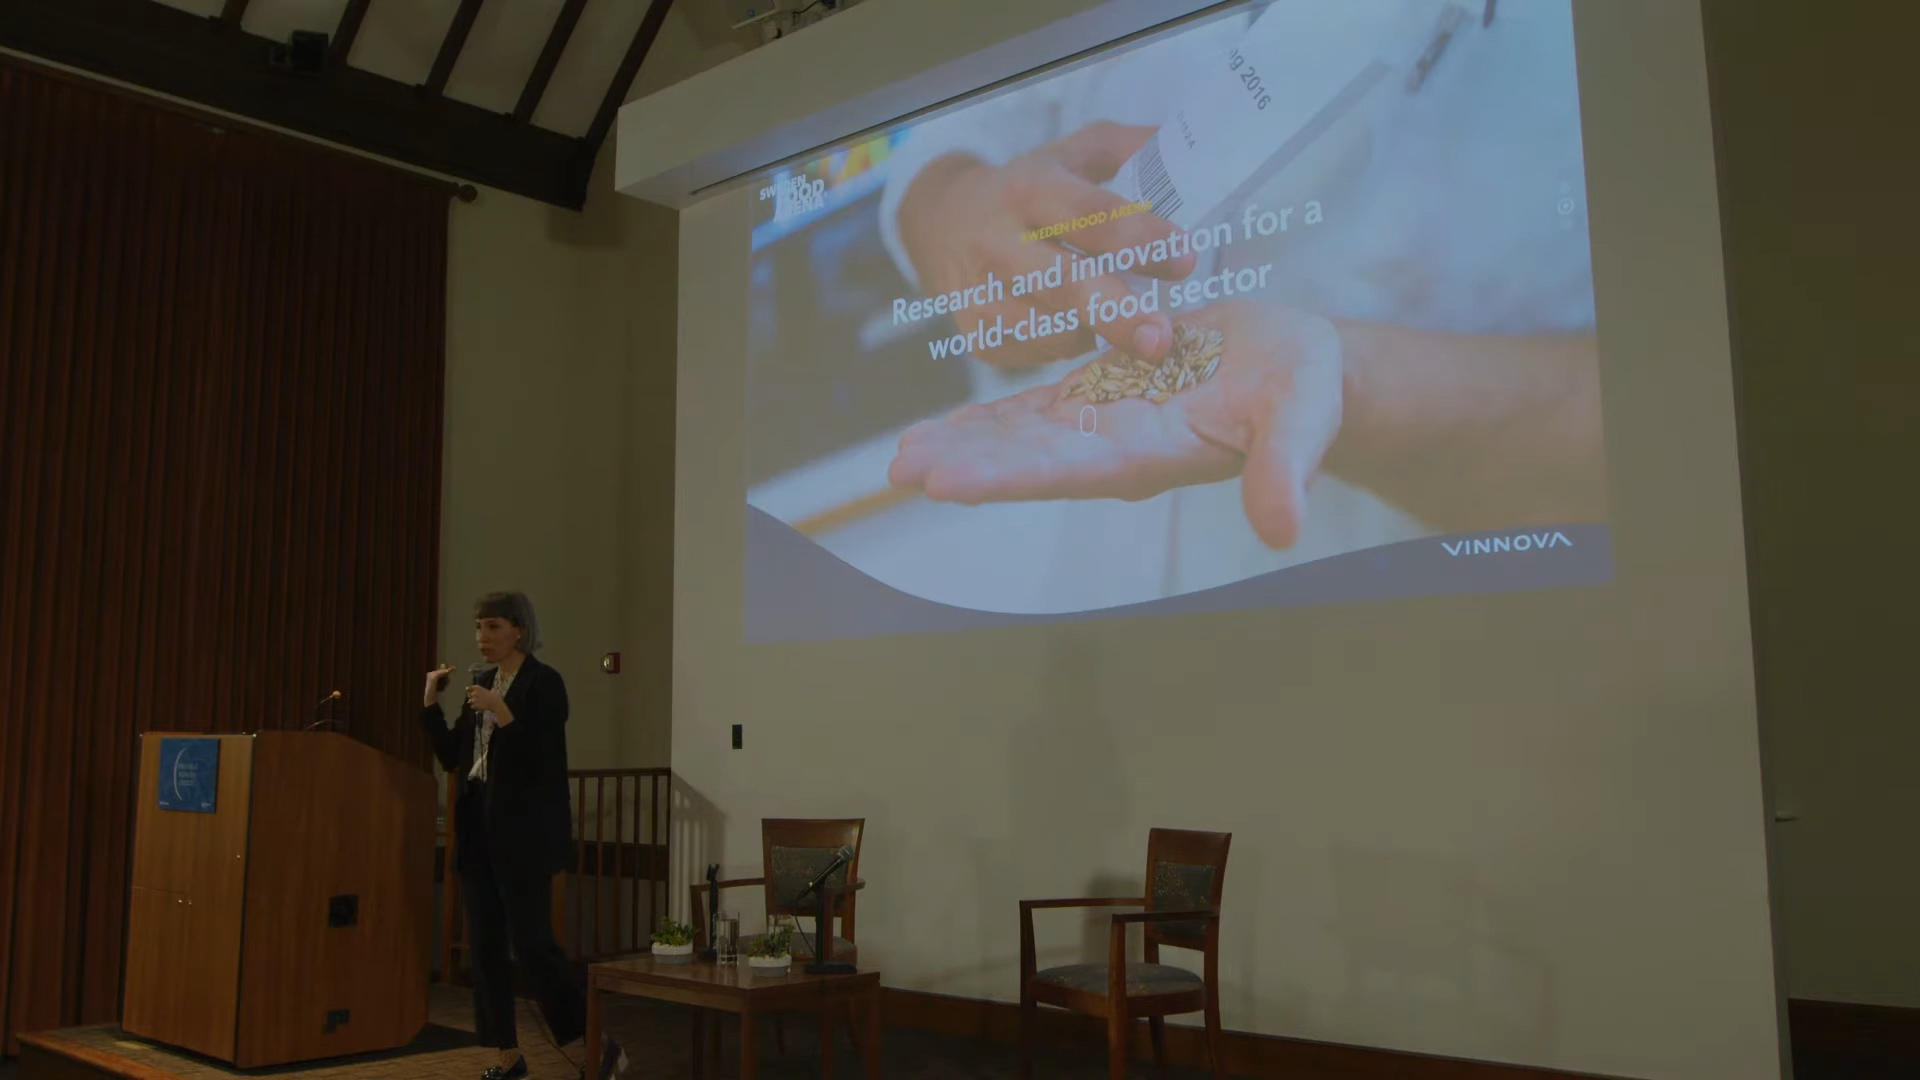 SWEDEN
FOOD
ARENA
SWEDEN FOOD ARENA
Research and innovation for a
world-class food sector
2016
VINNOVA